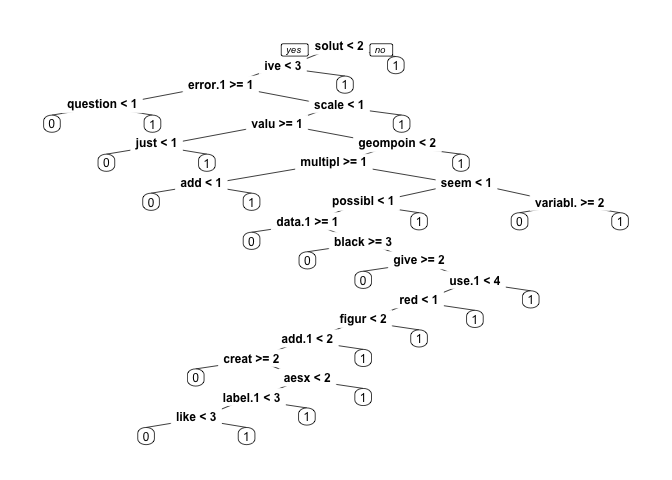 yes solut < 2 no
ive < 3 1
error.1 >= 1 1
question < 1 scale < 1
0 1 valu >= 1 1
just < 1 geompoin < 2
0 1 multipl >= 1 1
add < 1 seem < 1
0 1 possibl < 1 variabl. >= 2
data.1 >= 1 1 0 1
0 black >= 3
0 give >= 2
0 use.1 < 4
red < 1 1
figur < 2 1
add.1 < 2 1
creat >= 2 1
0 aesx < 2
label.1 < 3 1
like < 3 1
0 1